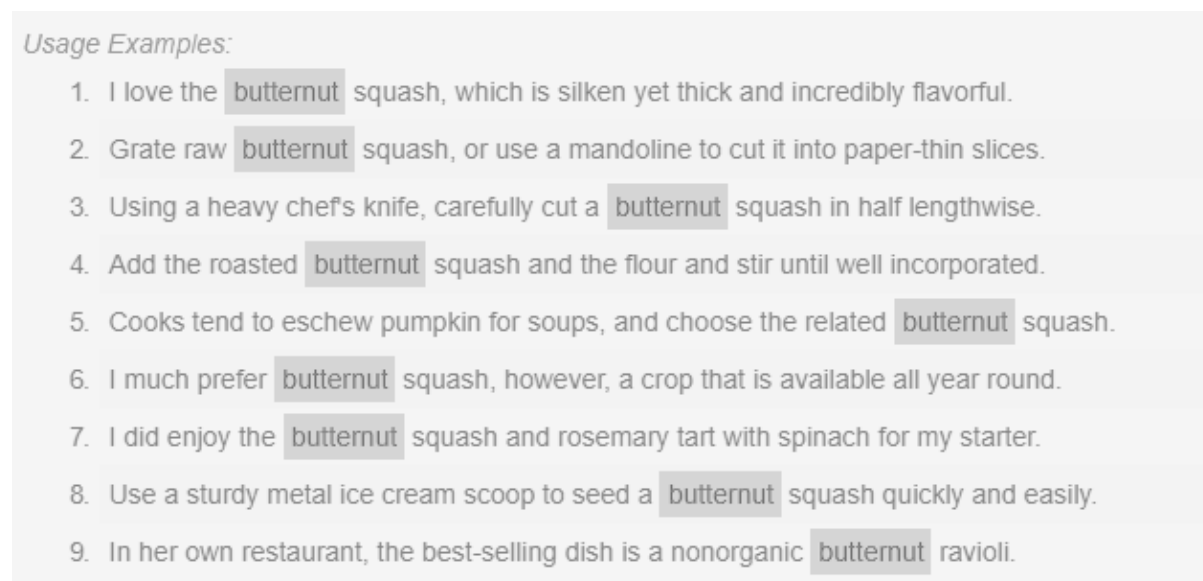 Usage Examples:
1. I love the butternut squash, which is silken yet thick and incredibly flavorful.
2. Grate raw butternut squash, or use a mandoline to cut it into paper-thin slices.
3. Using a heavy chef's knife, carefully cut a butternut squash in half lengthwise.
4. Add the roasted butternut squash and the flour and stir until well incorporated.
5. Cooks tend to eschew pumpkin for soups, and choose the related butternut squash.
6. I much prefer butternut squash, however, a crop that is available all year round.
7. I did enjoy the butternut squash and rosemary tart with spinach for my starter.
8. Use a sturdy metal ice cream scoop to seed a butternut squash quickly and easily.
9. In her own restaurant, the best-selling dish is a nonorganic butternut ravioli.